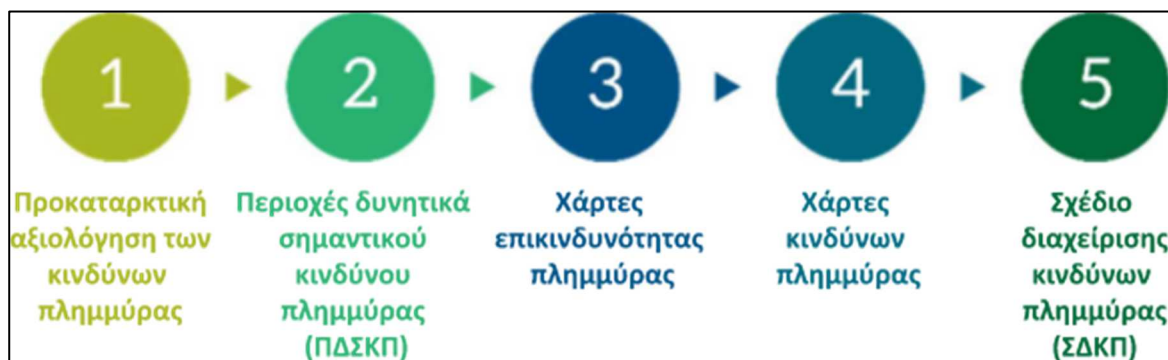 1
2
3
4
5
Προκαταρκτική
αξιολόγηση των
κινδύνων
πλημμύρας
Περιοχές δυνητικά
σημαντικού
κινδύνου
πλημμύρας
(ΠΔΣΚΠ)
Χάρτες
επικινδυνότητας
πλημμύρας
Χάρτες
κινδύνων
πλημμύρας
Σχέδιο
διαχείρισης
κινδύνων
πλημμύρας
(ΣΔΚΠ)